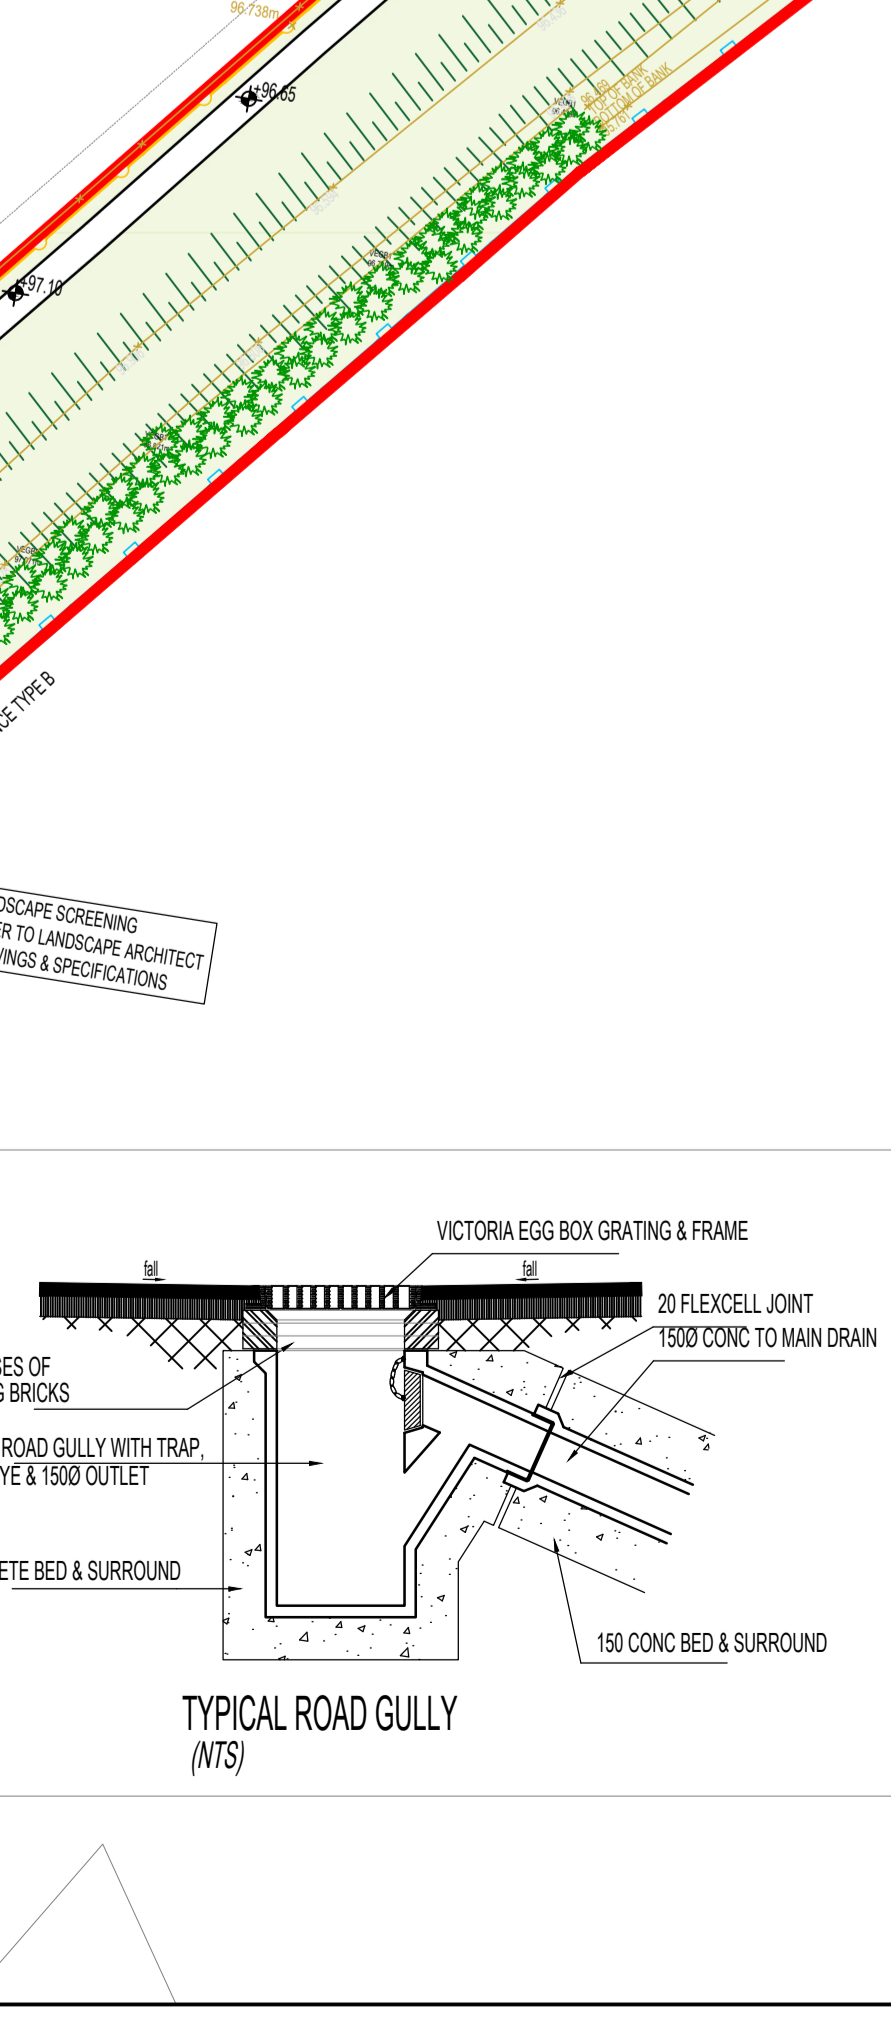 96.738m
+96.65
96.469
TOP OF BANK
BOTTOM OF BANK
+97.10
CE TYPE B
DSCAPE SCREENING
ER TO LANDSCAPE ARCHITECT
INGS & SPECIFICATIONS
VICTORIA EGG BOX GRATING & FRAME
fall
fall
20 FLEXCELL JOINT
150Ø CONC TO MAIN DRAIN
SES OF
G BRICKS
ROAD GULLY WITH TRAP,
YE & 150Ø OUTLET
ETE BED & SURROUND
150 CONC BED & SURROUND
TYPICAL ROAD GULLY
(NTS)